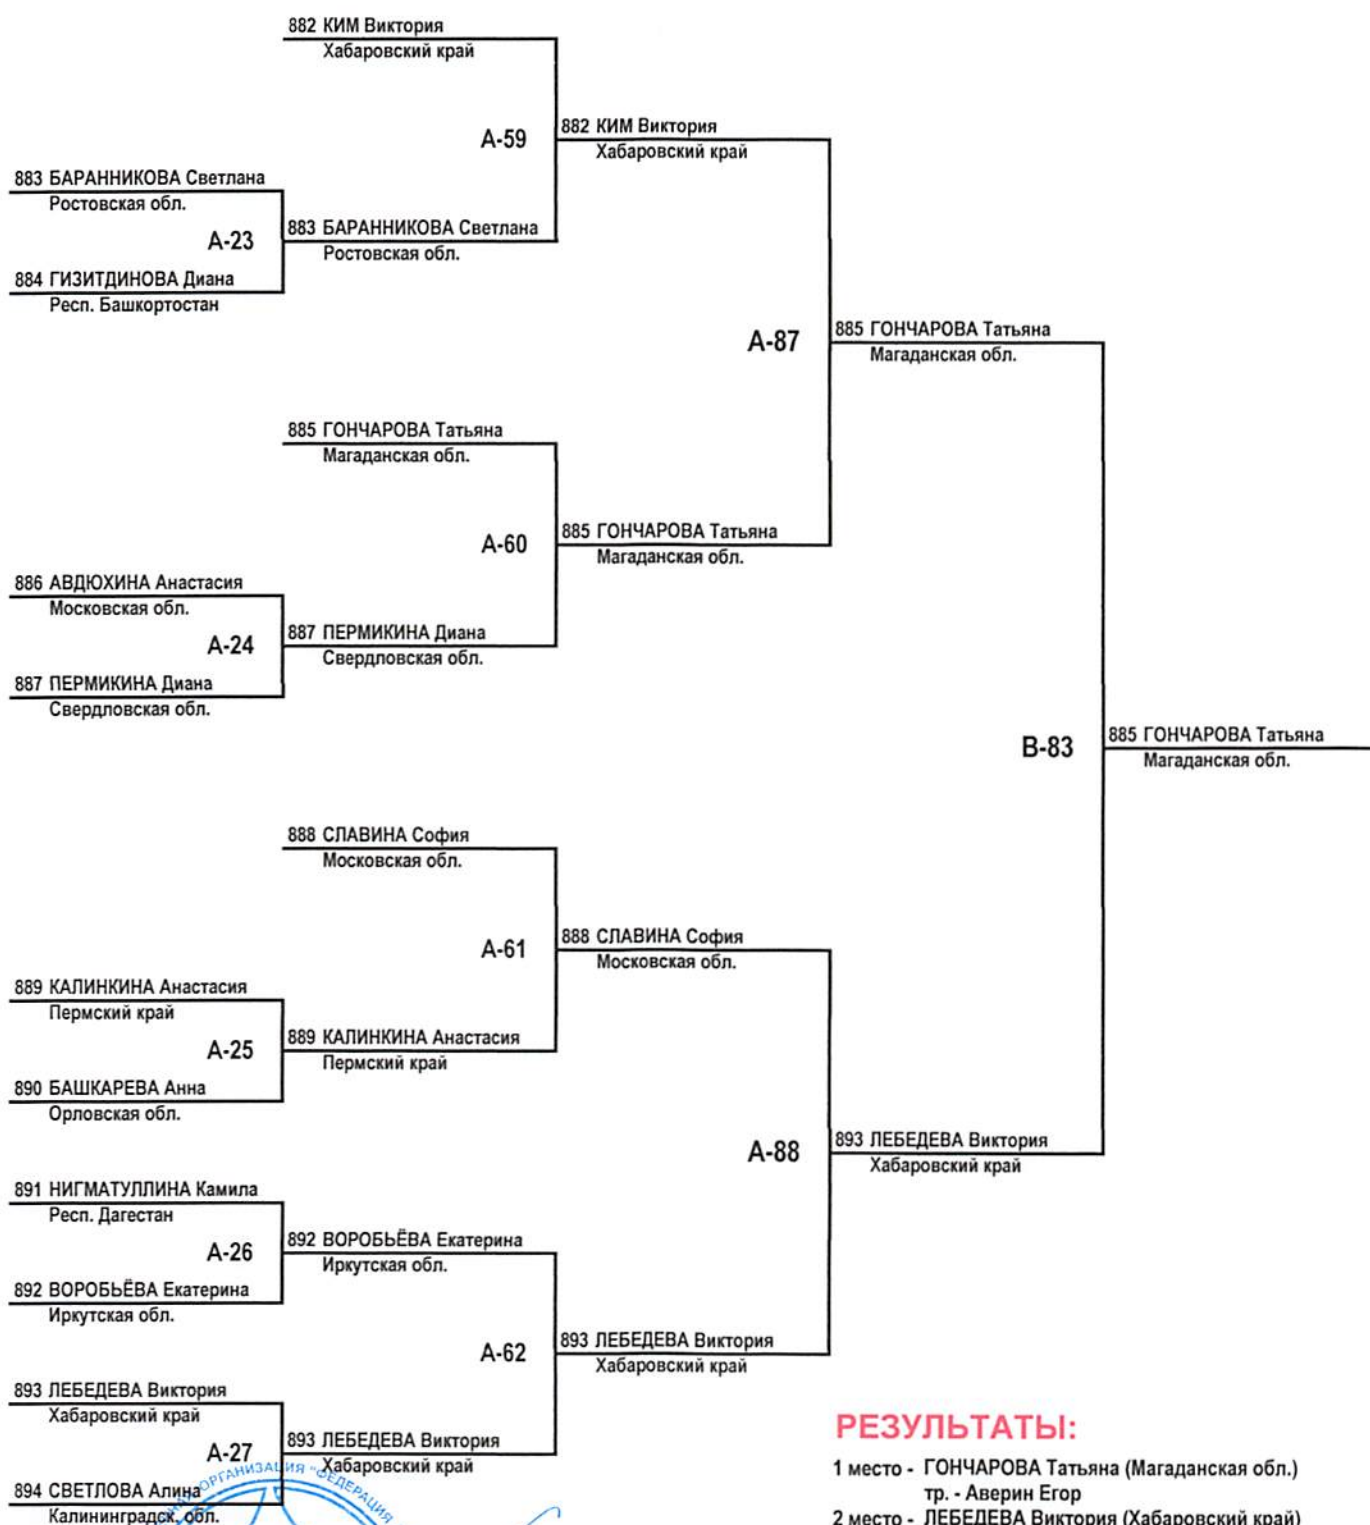 882 КИМ Виктория
Хабаровский край
А-59
882 КИМ Виктория
Хабаровский край
883 БАРАННИКОВА Светлана
Ростовская обл.
А-23
883 БАРАННИКОВА Светлана
Ростовская обл.
884 ГИЗИТДИНОВА Диана
Респ. Башкортостан
А-87
885 ГОНЧАРОВА Татьяна
Магаданская обл.
885 ГОНЧАРОВА Татьяна
Магаданская обл.
А-60
885 ГОНЧАРОВА Татьяна
Магаданская обл.
886 АВДЮХИНА Анастасия
Московская обл.
А-24
887 ПЕРМИКИНА Диана
Свердловская обл.
887 ПЕРМИКИНА Диана
Свердловская обл.
В-83
885 ГОНЧАРОВА Татьяна
Магаданская обл.
888 СЛАВИНА София
Московская обл.
А-61
888 СЛАВИНА София
Московская обл.
889 КАЛИНКИНА Анастасия
Пермский край
А-25
889 КАЛИНКИНА Анастасия
Пермский край
890 БАШКАРЕВА Анна
Орловская обл.
А-88
893 ЛЕБЕДЕВА Виктория
Хабаровский край
891 НИГМАТУЛЛИНА Камила
Респ. Дагестан
А-26
892 ВОРОБЬЁВА Екатерина
Иркутская обл.
892 ВОРОБЬЁВА Екатерина
Иркутская обл.
А-62
893 ЛЕБЕДЕВА Виктория
Хабаровский край
893 ЛЕБЕДЕВА Виктория
Хабаровский край
А-27
893 ЛЕБЕДЕВА Виктория
Хабаровский край
894 СВЕТЛОВА Алина
Калининградск. обл.
ОРГАНИЗАЦИЯ "ФЕДЕРАЦИЯ
РЕЗУЛЬТАТЫ:
1 место - ГОНЧАРОВА Татьяна (Магаданская обл.)
тр. - Аверин Егор
2 место - ЛЕБЕДЕВА Виктория (Хабаровский край)